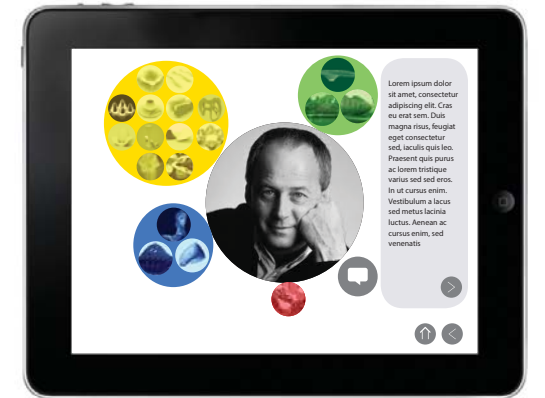 Lorem ipsum dolor
sit amet, consectetur
adipiscing elit. Cras
eu erat sem. Duis
magna risus, feugiat
eget consectetur
sed, iaculis quis leo.
Praesent quis purus
ac lorem tristique
varius sed sed eros.
In ut cursus enim.
Vestibulum a lacus
sed metus lacinia
luctus. Aenean ac
cursus enim, sed
venenatis